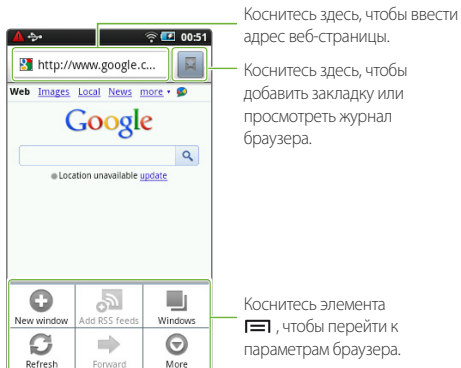 Коснитесь здесь, чтобы ввести
адрес веб-страницы.
00:51
http://www.google.c...
Коснитесь здесь, чтобы
добавить закладку или
просмотреть журнал
браузера.
Web Images Local News more
Google
Location unavailable update
New window Add RSS feeds Windows
Refresh Forward More
Коснитесь элемента
, чтобы перейти к
параметрам браузера.